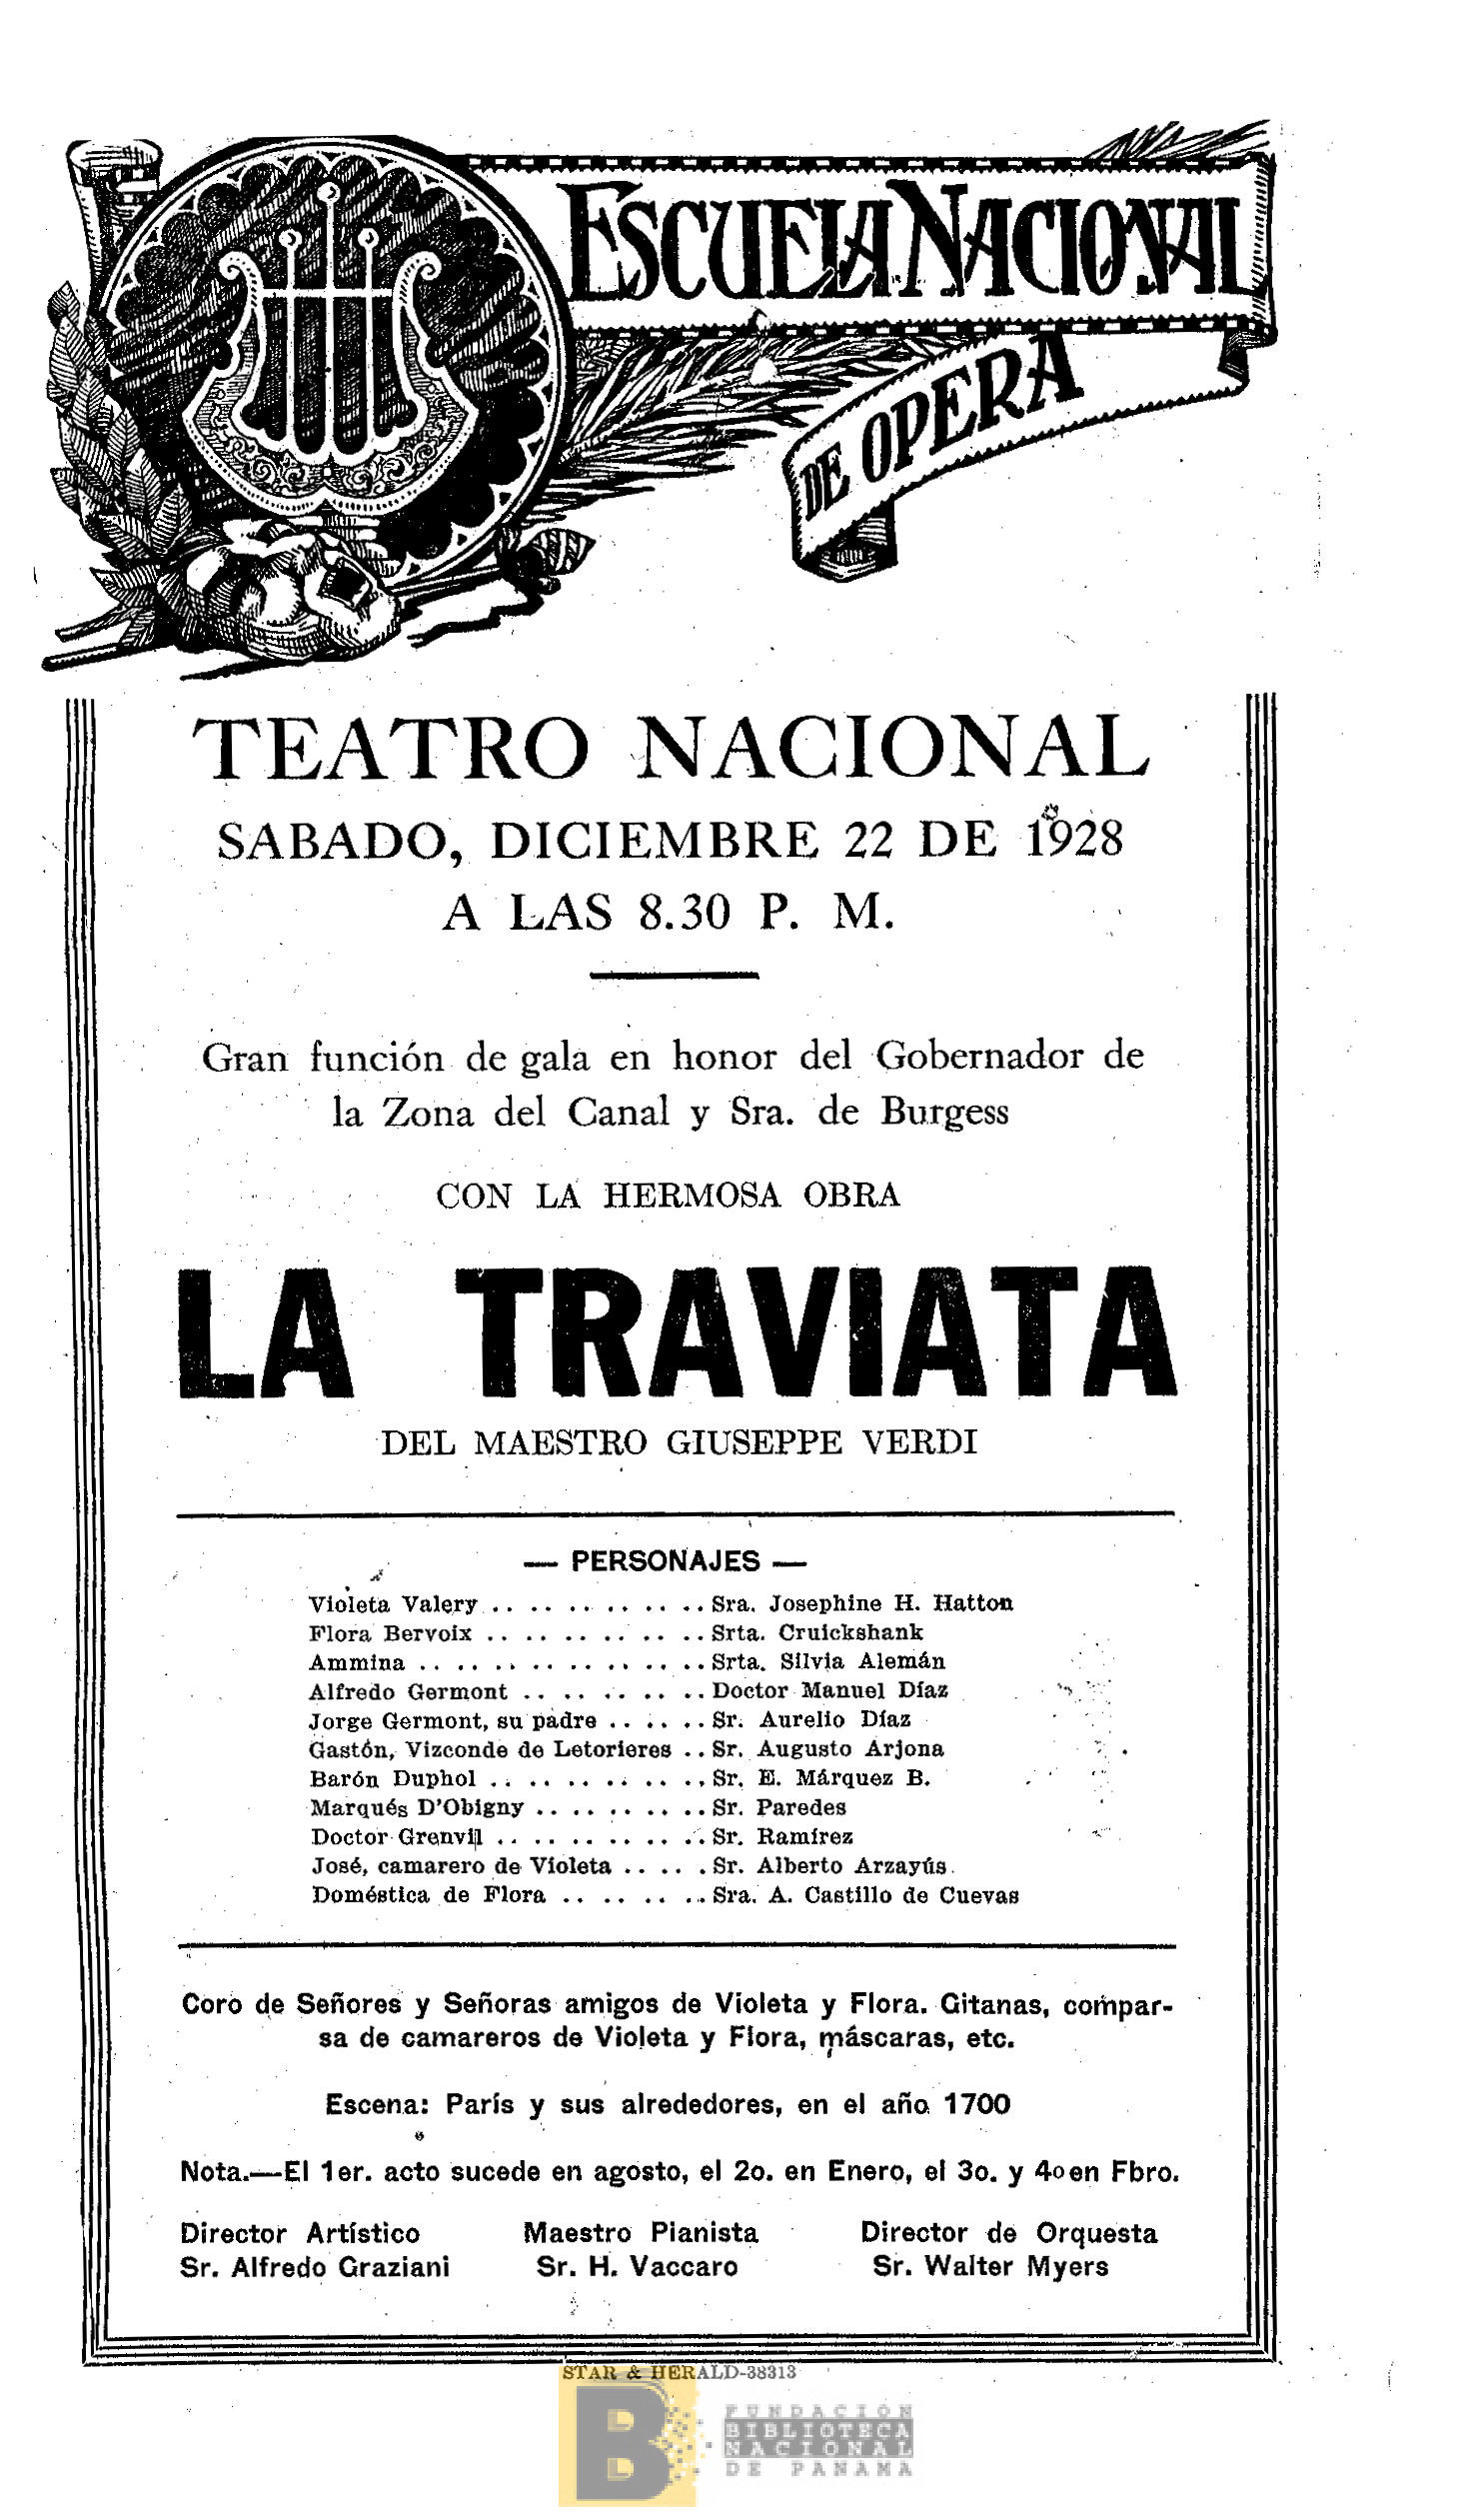 ESCUELA NACIONAL
DE OPERA
TEATRO NACIONAL
SABADO, DICIEMBRE 22 DE 1928
A LAS 8.30 P. M.
Gran función de gala en honor del Gobernador de
la Zona del Canal y Sra. de Burgess
CON LA HERMOSA OBRA
LA TRAVIATA
DEL MAESTRO GIUSEPPE VERDI
— PERSONAJES —
Violeta Valery .. .. .. .. .. .. Sra. Josephine H. Hatton
Flora Bervoix .. .. .. .. .. .. Srta. Cruickshank
Ammina .. .. .. .. .. .. .. .. Srta. Silvia Alemán
Alfredo Germont .. .. .. .. .. Doctor Manuel Díaz
Jorge Germont, su padre .. .. .. Sr. Aurelio Díaz
Gastón, Vizconde de Letorieres .. Sr. Augusto Arjona
Barón Duphol .. .. .. .. .. .. Sr. E. Márquez B.
Marqués D'Obigny .. .. .. .. .. Sr. Paredes
Doctor Grenvil .. .. .. .. .. .. Sr. Ramírez
José, camarero de Violeta .. .. . Sr. Alberto Arzayús.
Doméstica de Flora .. .. .. .. Sra. A. Castillo de Cuevas
Coro de Señores y Señoras amigos de Violeta y Flora. Gitanas, compar-
sa de camareros de Violeta y Flora, máscaras, etc.
Escena: París y sus alrededores, en el año 1700
Nota.—El 1er. acto sucede en agosto, el 2o. en Enero, el 3o. y 4o en Fbro.
Director Artístico Maestro Pianista Director de Orquesta
Sr. Alfredo Graziani Sr. H. Vaccaro Sr. Walter Myers
STAR & HERALD-38313
B
FUNDACIÓN
BIBLIOTECA
NACIONAL
DE PANAMA